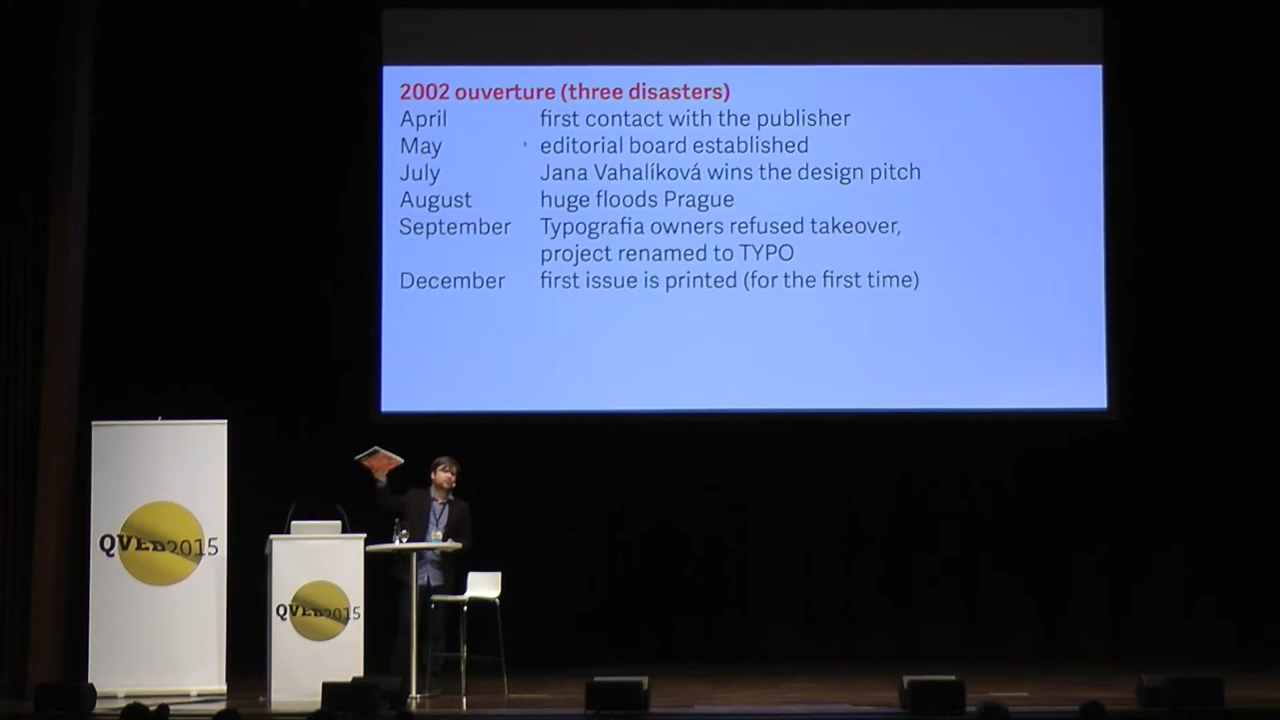 2002 ouverture (three disasters)
April first contact with the publisher
May editorial board established
July Jana Vahalíková wins the design pitch
August huge floods Prague
September Typografia owners refused takeover,
project renamed to TYPO
December first issue is printed (for the first time)
QVED2015
QVED2015